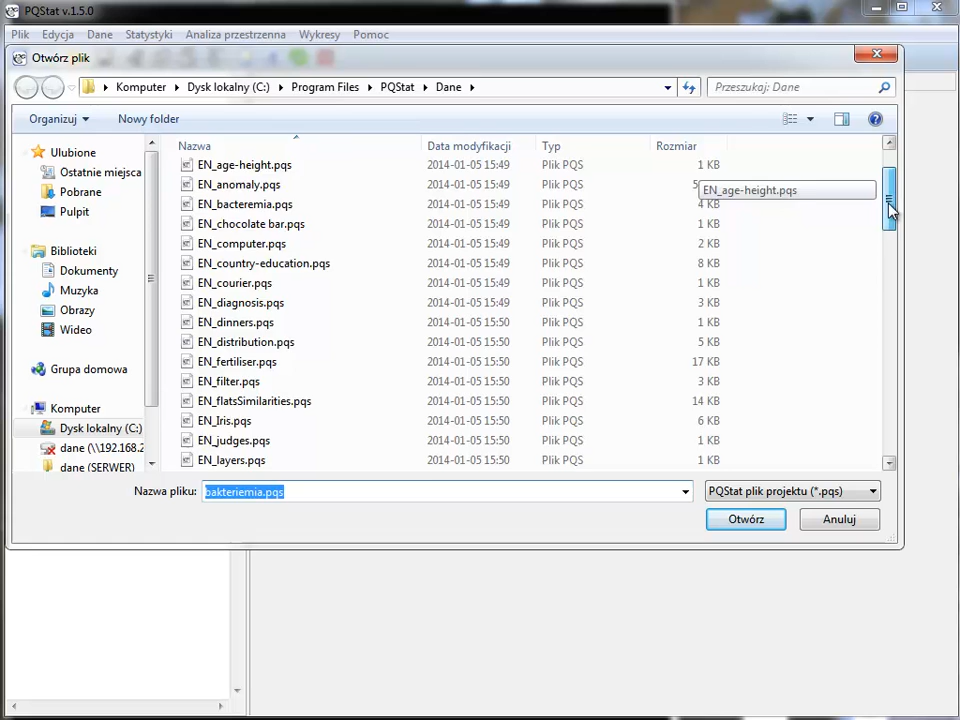 PQStat v.1.5.0
Plik Edycja Dane Statystyki Analiza przestrzenna Wykresy Pomoc
Otwórz plik
Komputer Dysk lokalny (C:) Program Files PQStat Dane
Przeszukaj: Dane
Organizuj Nowy folder
Nazwa Data modyfikacji Typ Rozmiar
Ulubione
Ostatnie miejsca
Pobrane
Pulpit
Biblioteki
Dokumenty
Muzyka
Obrazy
Wideo
Grupa domowa
Komputer
Dysk lokalny (C:)
dane (\\192.168.2
dane (SERWER)
EN_age-height.pqs 2014-01-05 15:49 Plik PQS 1 KB
EN_anomaly.pqs 2014-01-05 15:49 Plik PQS 5
EN_age-height.pqs
EN_bacteremia.pqs 2014-01-05 15:49 Plik PQS 4 KB
EN_chocolate bar.pqs 2014-01-05 15:49 Plik PQS 1 KB
EN_computer.pqs 2014-01-05 15:49 Plik PQS 2 KB
EN_country-education.pqs 2014-01-05 15:49 Plik PQS 8 KB
EN_courier.pqs 2014-01-05 15:49 Plik PQS 1 KB
EN_diagnosis.pqs 2014-01-05 15:49 Plik PQS 3 KB
EN_dinners.pqs 2014-01-05 15:50 Plik PQS 1 KB
EN_distribution.pqs 2014-01-05 15:50 Plik PQS 5 KB
EN_fertiliser.pqs 2014-01-05 15:50 Plik PQS 17 KB
EN_filter.pqs 2014-01-05 15:50 Plik PQS 3 KB
EN_flatsSimilarities.pqs 2014-01-05 15:50 Plik PQS 14 KB
EN_Iris.pqs 2014-01-05 15:50 Plik PQS 6 KB
EN_judges.pqs 2014-01-05 15:50 Plik PQS 1 KB
EN_layers.pqs 2014-01-05 15:50 Plik PQS 1 KB
Nazwa pliku: bakteriemia.pqs PQStat plik projektu (*.pqs)
Otwórz Anuluj